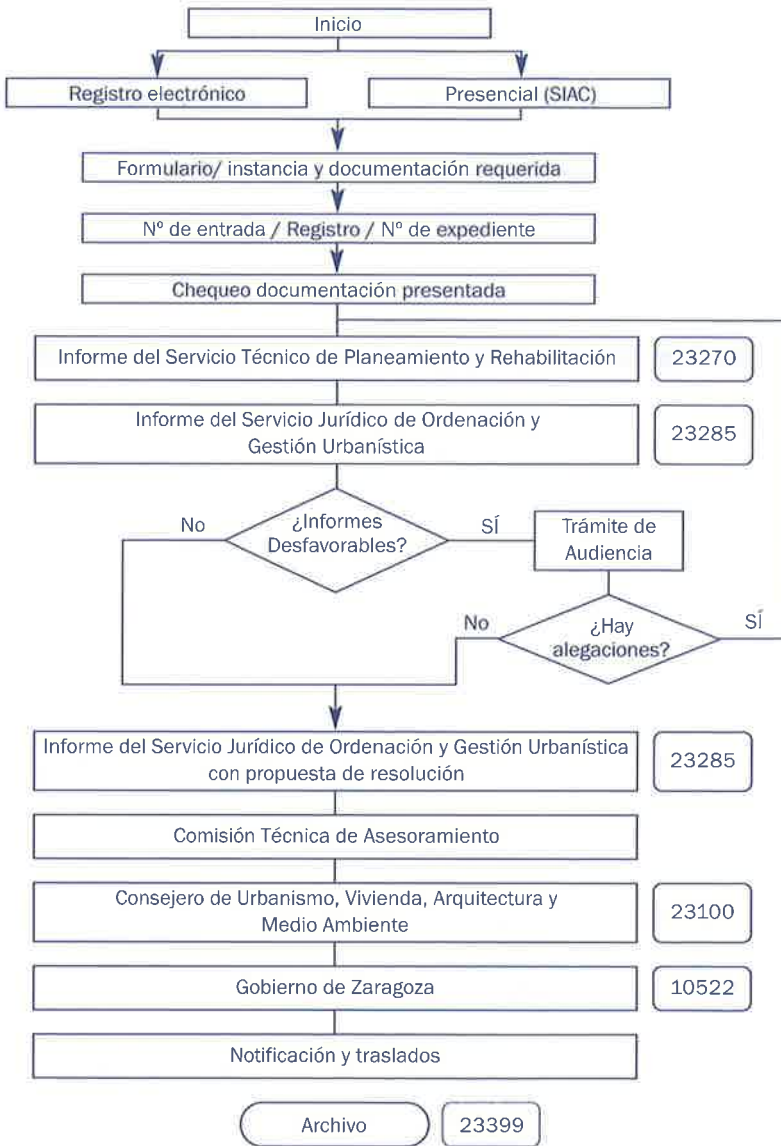 Inicio
Registro electrónico
Presencial (SIAC)
Formulario/ instancia y documentación requerida
Nº de entrada / Registro / Nº de expediente
Chequeo documentación presentada
Informe del Servicio Técnico de Planeamiento y Rehabilitación
23270
Informe del Servicio Jurídico de Ordenación y
Gestión Urbanística
23285
¿Informes
Desfavorables?
No
SÍ
Trámite de
Audiencia
¿Hay
alegaciones?
No
SÍ
Informe del Servicio Jurídico de Ordenación y Gestión Urbanística
con propuesta de resolución
23285
Comisión Técnica de Asesoramiento
Consejero de Urbanismo, Vivienda, Arquitectura y
Medio Ambiente
23100
Gobierno de Zaragoza
10522
Notificación y traslados
Archivo
23399